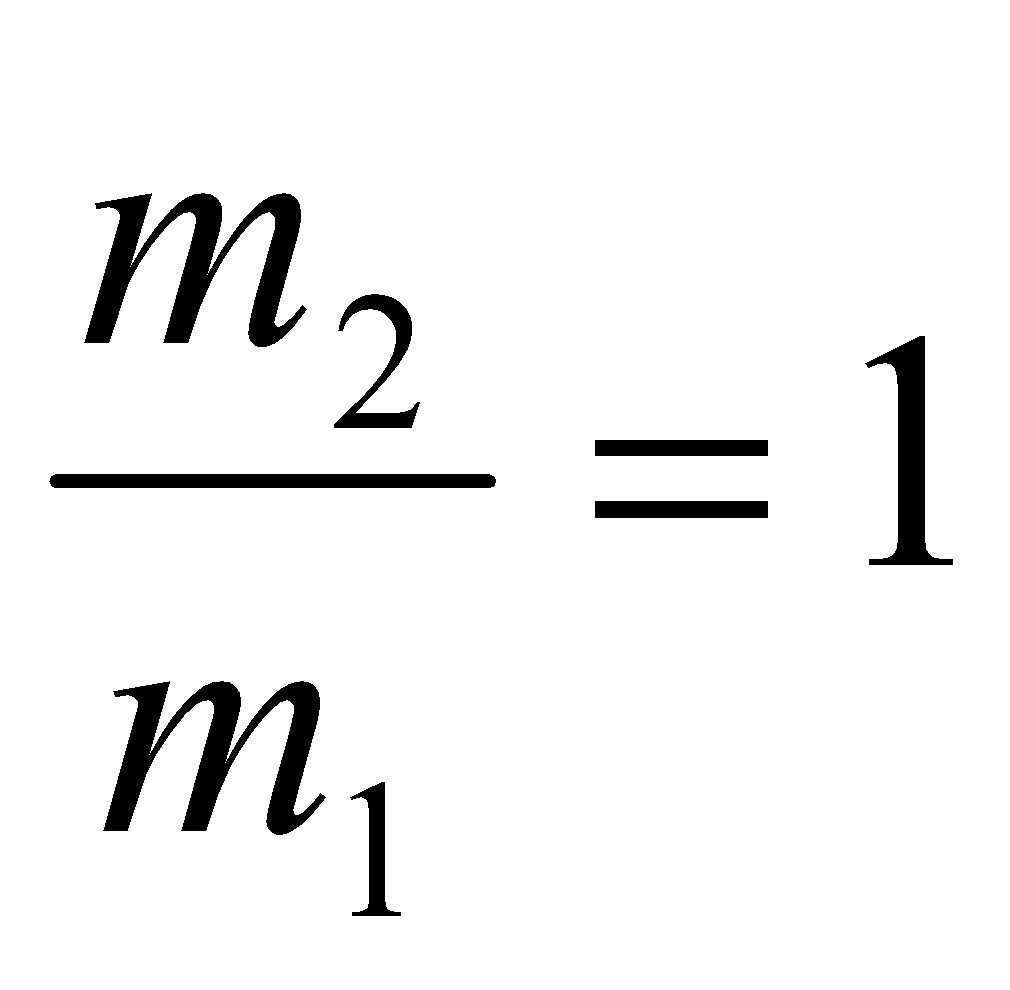 m₂
= 1
m₁